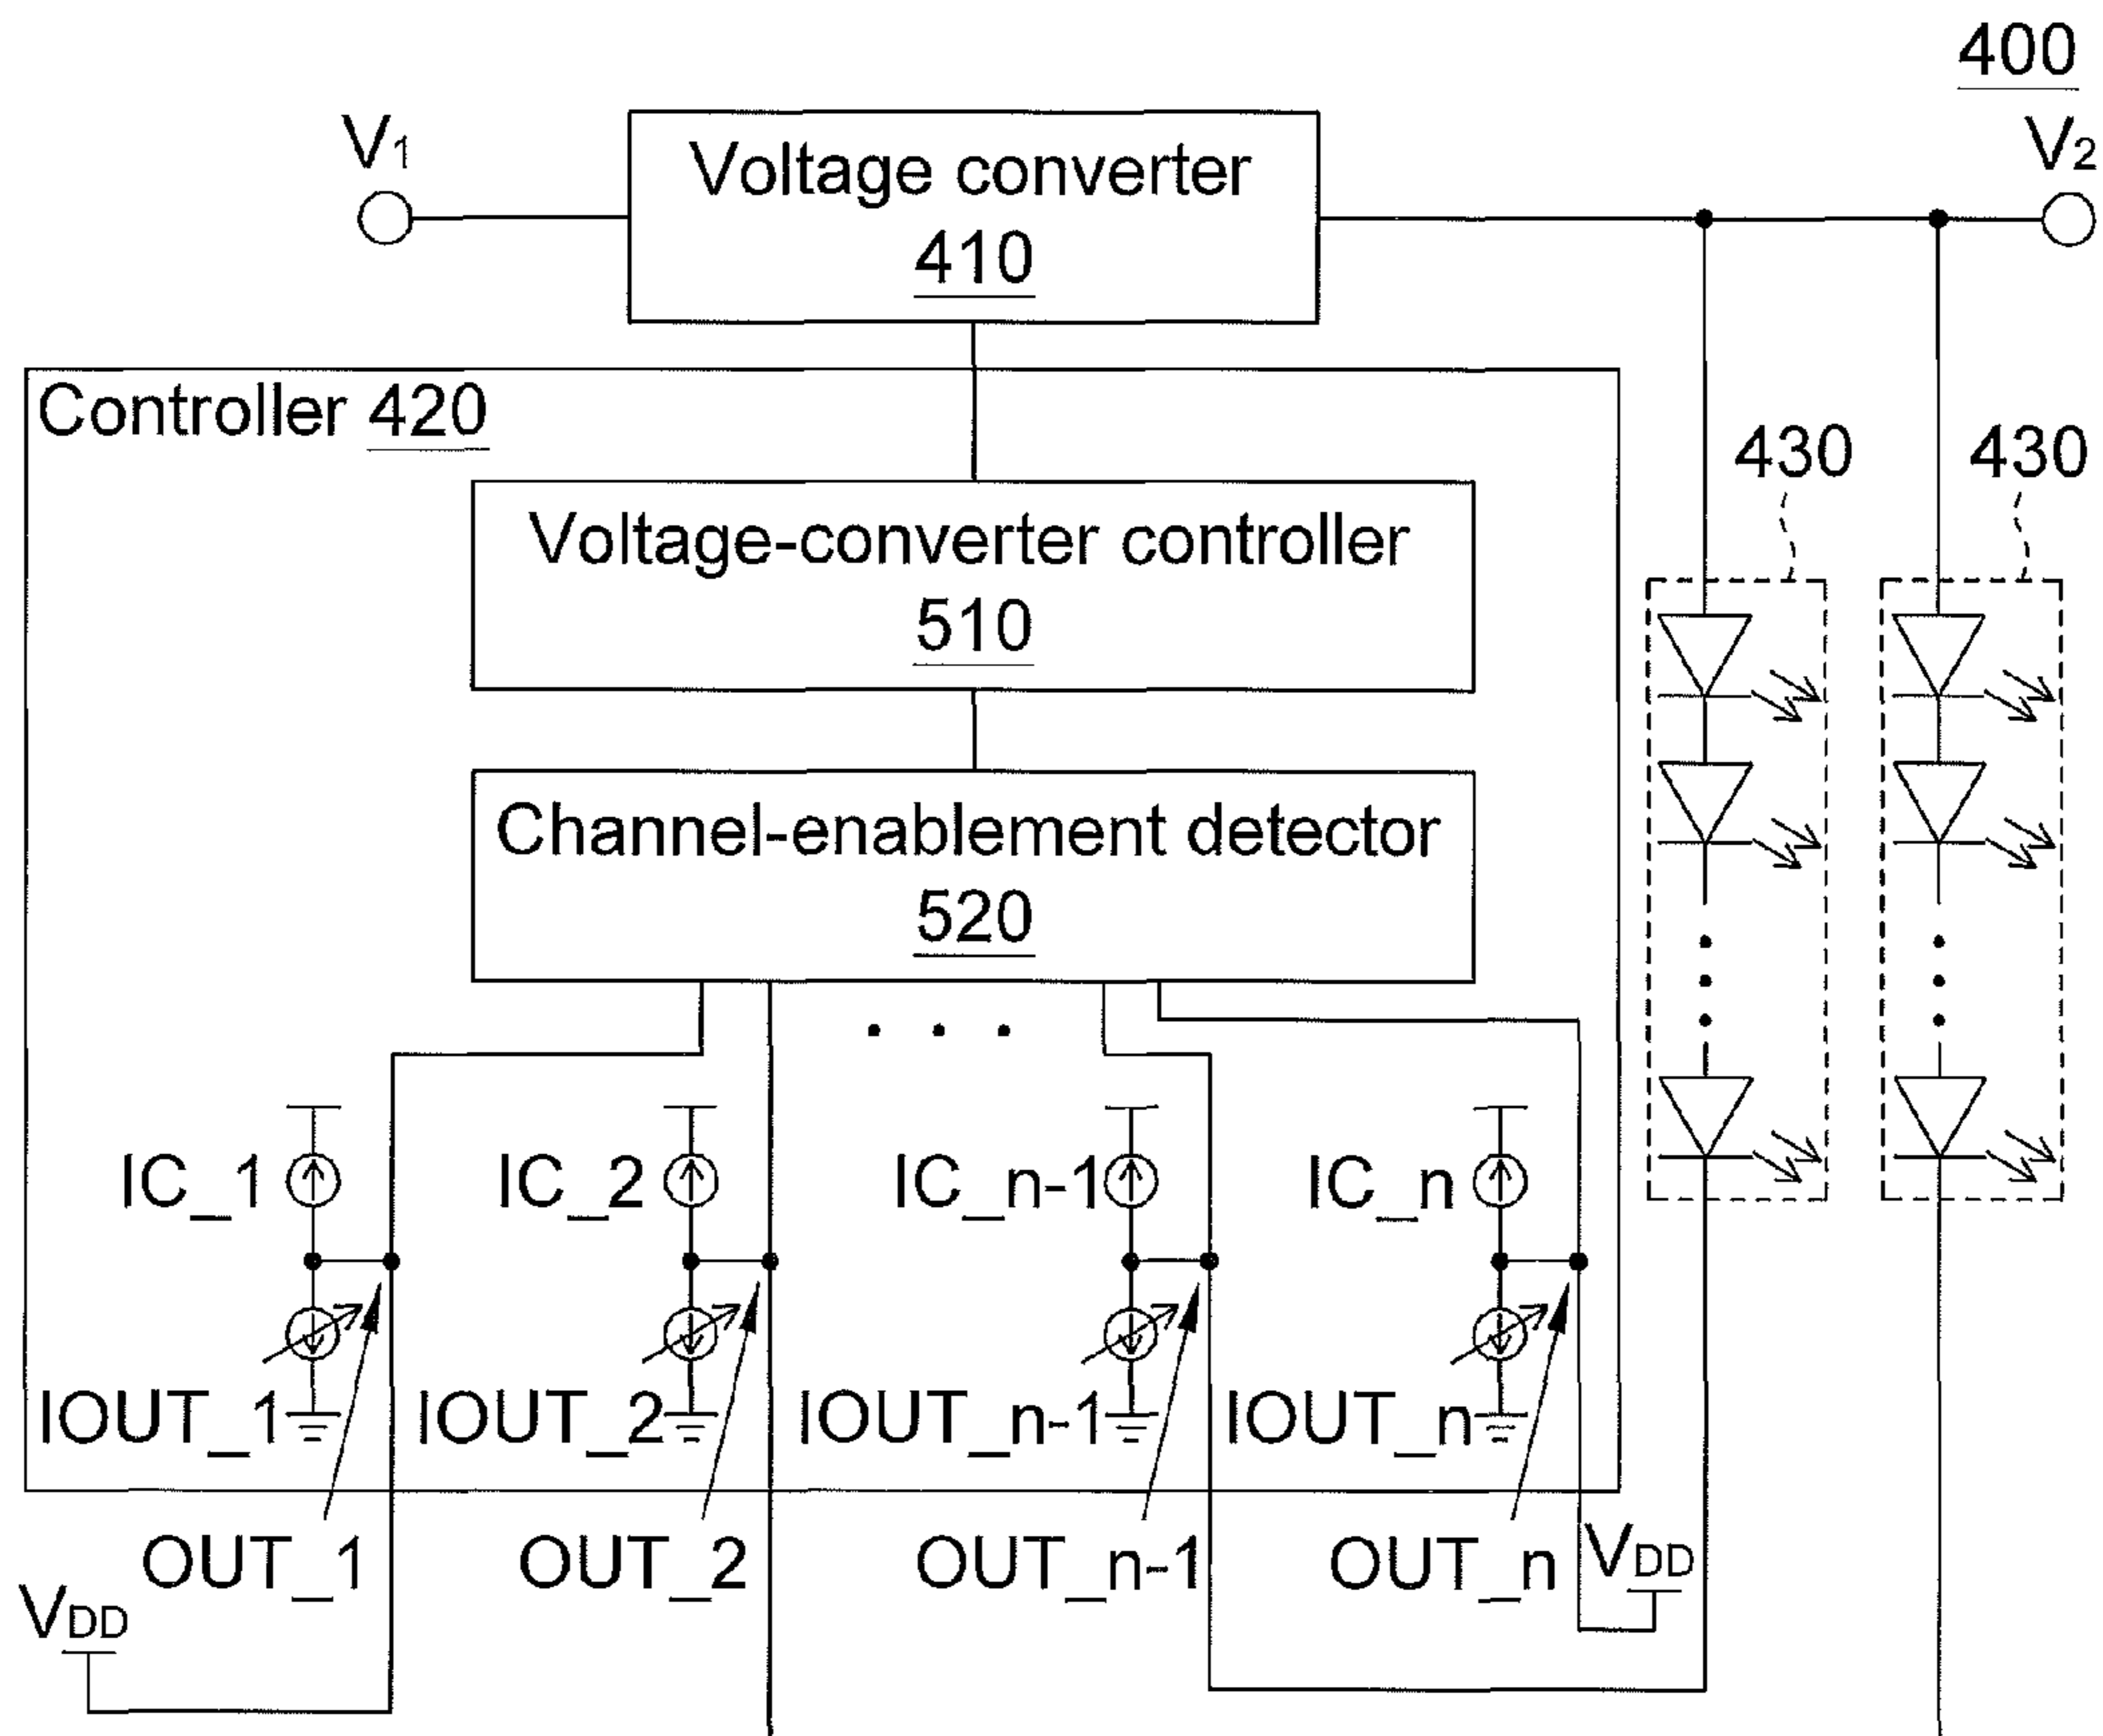 400
V1
V2
Voltage converter
410
Controller 420
430
430
Voltage-converter controller
510
Channel-enablement detector
520
IC_1
IC_2
IC_n-1
IC_n
IOUT_1
IOUT_2
IOUT_n-1
IOUT_n
OUT_1
OUT_2
OUT_n-1
OUT_n
VDD
VDD